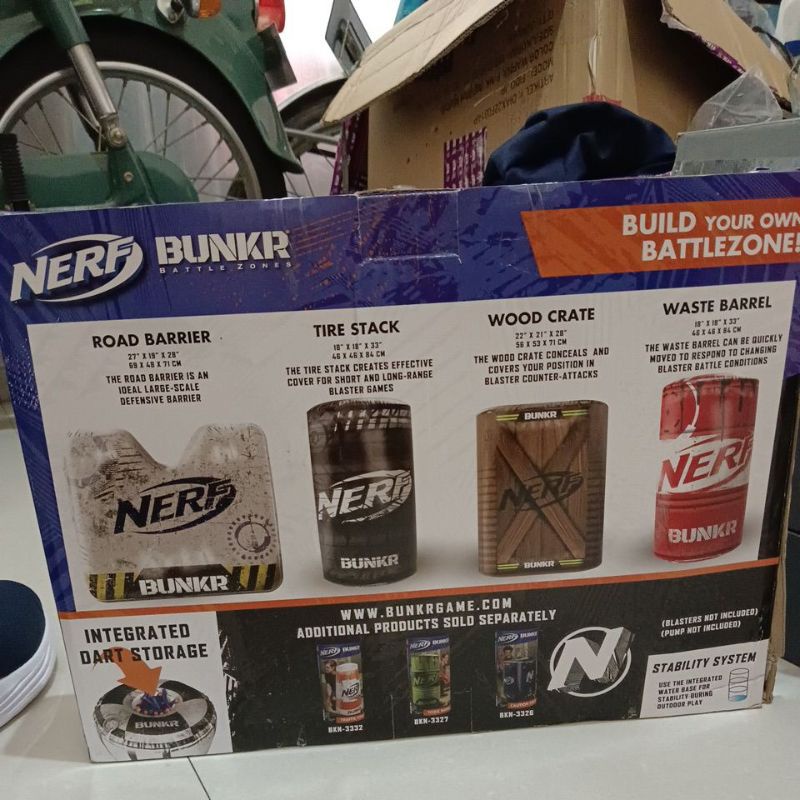 NERF BUNKR
BATTLE ZONES
BUILD YOUR OWN
BATTLEZONE!
ROAD BARRIER
27" X 19" X 28"
69 X 48 X 71 CM
THE ROAD BARRIER IS AN
IDEAL LARGE-SCALE
DEFENSIVE BARRIER
TIRE STACK
18" X 18" X 33"
46 X 46 X 84 CM
THE TIRE STACK CREATES EFFECTIVE
COVER FOR SHORT AND LONG-RANGE
BLASTER GAMES
WOOD CRATE
22" X 21" X 28"
56 X 53 X 71 CM
THE WOOD CRATE CONCEALS AND
COVERS YOUR POSITION IN
BLASTER COUNTER-ATTACKS
WASTE BARREL
18" X 18" X 33"
46 X 46 X 84 CM
THE WASTE BARREL CAN BE QUICKLY
MOVED TO RESPOND TO CHANGING
BLASTER BATTLE CONDITIONS
NERF
BUNKR
NERF
BUNKR
BUNKR
NERF
BUNKR
NERF
BUNKR
INTEGRATED
DART STORAGE
BUNKR
WWW.BUNKRGAME.COM
ADDITIONAL PRODUCTS SOLD SEPARATELY
NERF
BKN-3332
BKN-3327
BKN-3328
N
(BLASTERS NOT INCLUDED)
(PUMP NOT INCLUDED)
STABILITY SYSTEM
USE THE INTEGRATED
WATER BASE FOR
STABILITY DURING
OUTDOOR PLAY